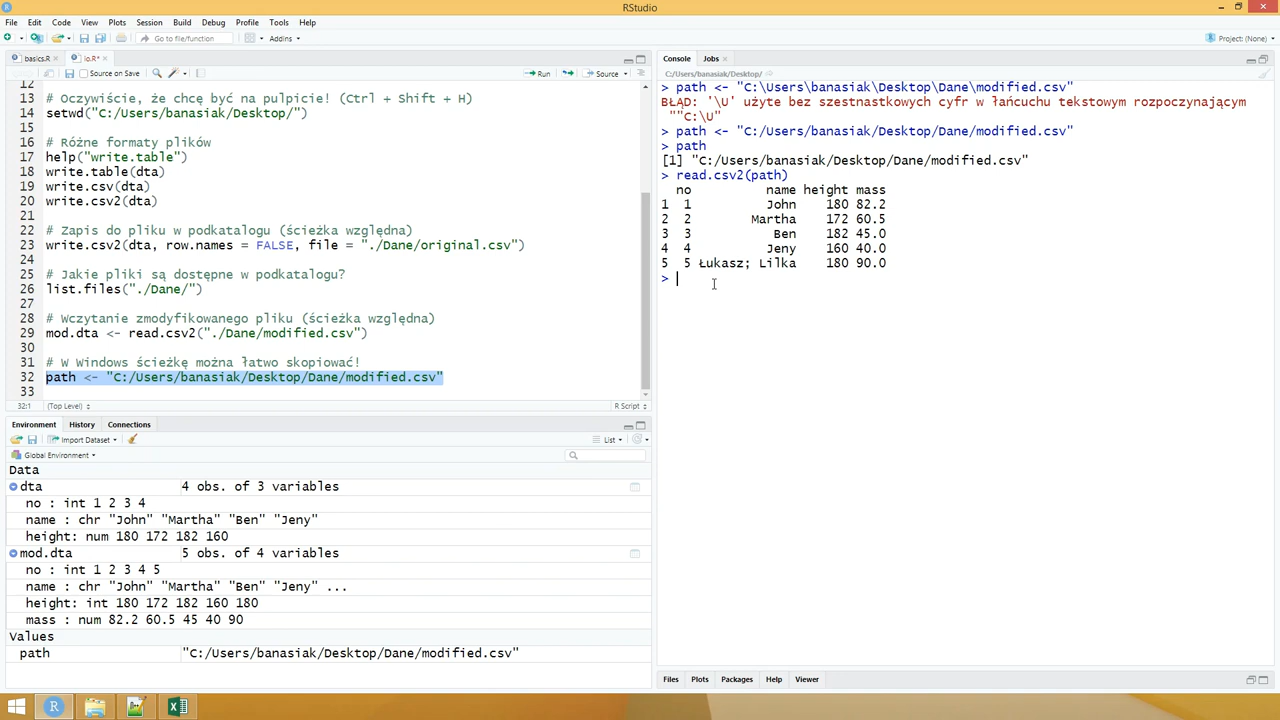 RStudio
File Edit Code View Plots Session Build Debug Profile Tools Help
Go to file/function
Addins
Project: (None)
basics.R
io.R*
Source on Save
Run
Source
12
13 # Oczywiście, że chcę być na pulpicie! (Ctrl + Shift + H)
14 setwd("C:/Users/banasiak/Desktop/")
15
16 # Różne formaty plików
17 help("write.table")
18 write.table(dta)
19 write.csv(dta)
20 write.csv2(dta)
21
22 # Zapis do pliku w podkatalogu (ścieżka względna)
23 write.csv2(dta, row.names = FALSE, file = "./Dane/original.csv")
24
25 # Jakie pliki są dostępne w podkatalogu?
26 list.files("./Dane/")
27
28 # Wczytanie zmodyfikowanego pliku (ścieżka względna)
29 mod.dta <- read.csv2("./Dane/modified.csv")
30
31 # W Windows ścieżkę można łatwo skopiować!
32 path <- "C:/Users/banasiak/Desktop/Dane/modified.csv"
33
32:1 (Top Level) R Script
Environment History Connections
Import Dataset
List
Global Environment
Data
dta 4 obs. of 3 variables
no : int 1 2 3 4
name : chr "John" "Martha" "Ben" "Jeny"
height: num 180 172 182 160
mod.dta 5 obs. of 4 variables
no : int 1 2 3 4 5
name : chr "John" "Martha" "Ben" "Jeny" ...
height: int 180 172 182 160 180
mass : num 82.2 60.5 45 40 90
Values
path "C:/Users/banasiak/Desktop/Dane/modified.csv"
Console Jobs
C:/Users/banasiak/Desktop/
> path <- "C:\Users\banasiak\Desktop\Dane\modified.csv"
BŁĄD: '\U' użyte bez szestnastkowych cyfr w łańcuchu tekstowym rozpoczynającym
""C:\U"
> path <- "C:/Users/banasiak/Desktop/Dane/modified.csv"
> path
[1] "C:/Users/banasiak/Desktop/Dane/modified.csv"
> read.csv2(path)
no name height mass
1 1 John 180 82.2
2 2 Martha 172 60.5
3 3 Ben 182 45.0
4 4 Jeny 160 40.0
5 5 Łukasz; Lilka 180 90.0
>
Files Plots Packages Help Viewer